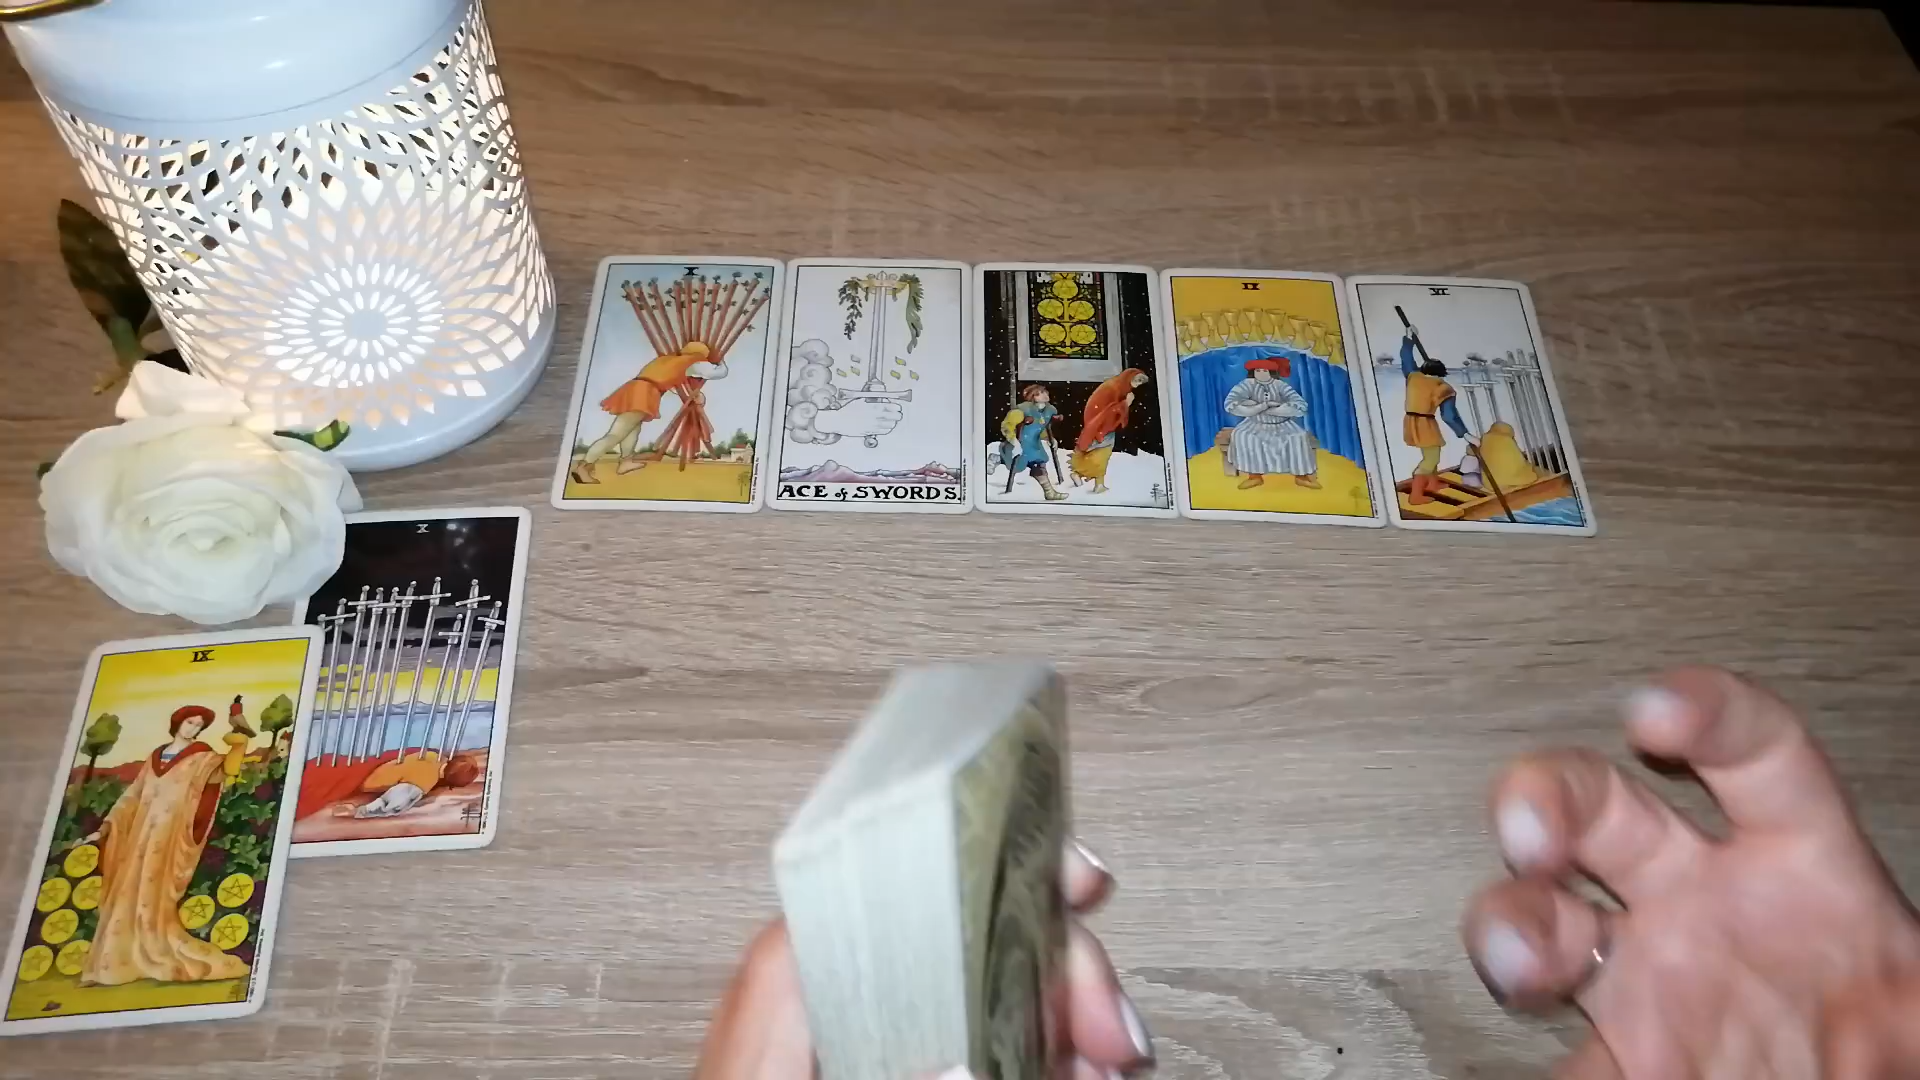 X
ACE of SWORDS.
IX
VI
X
IX